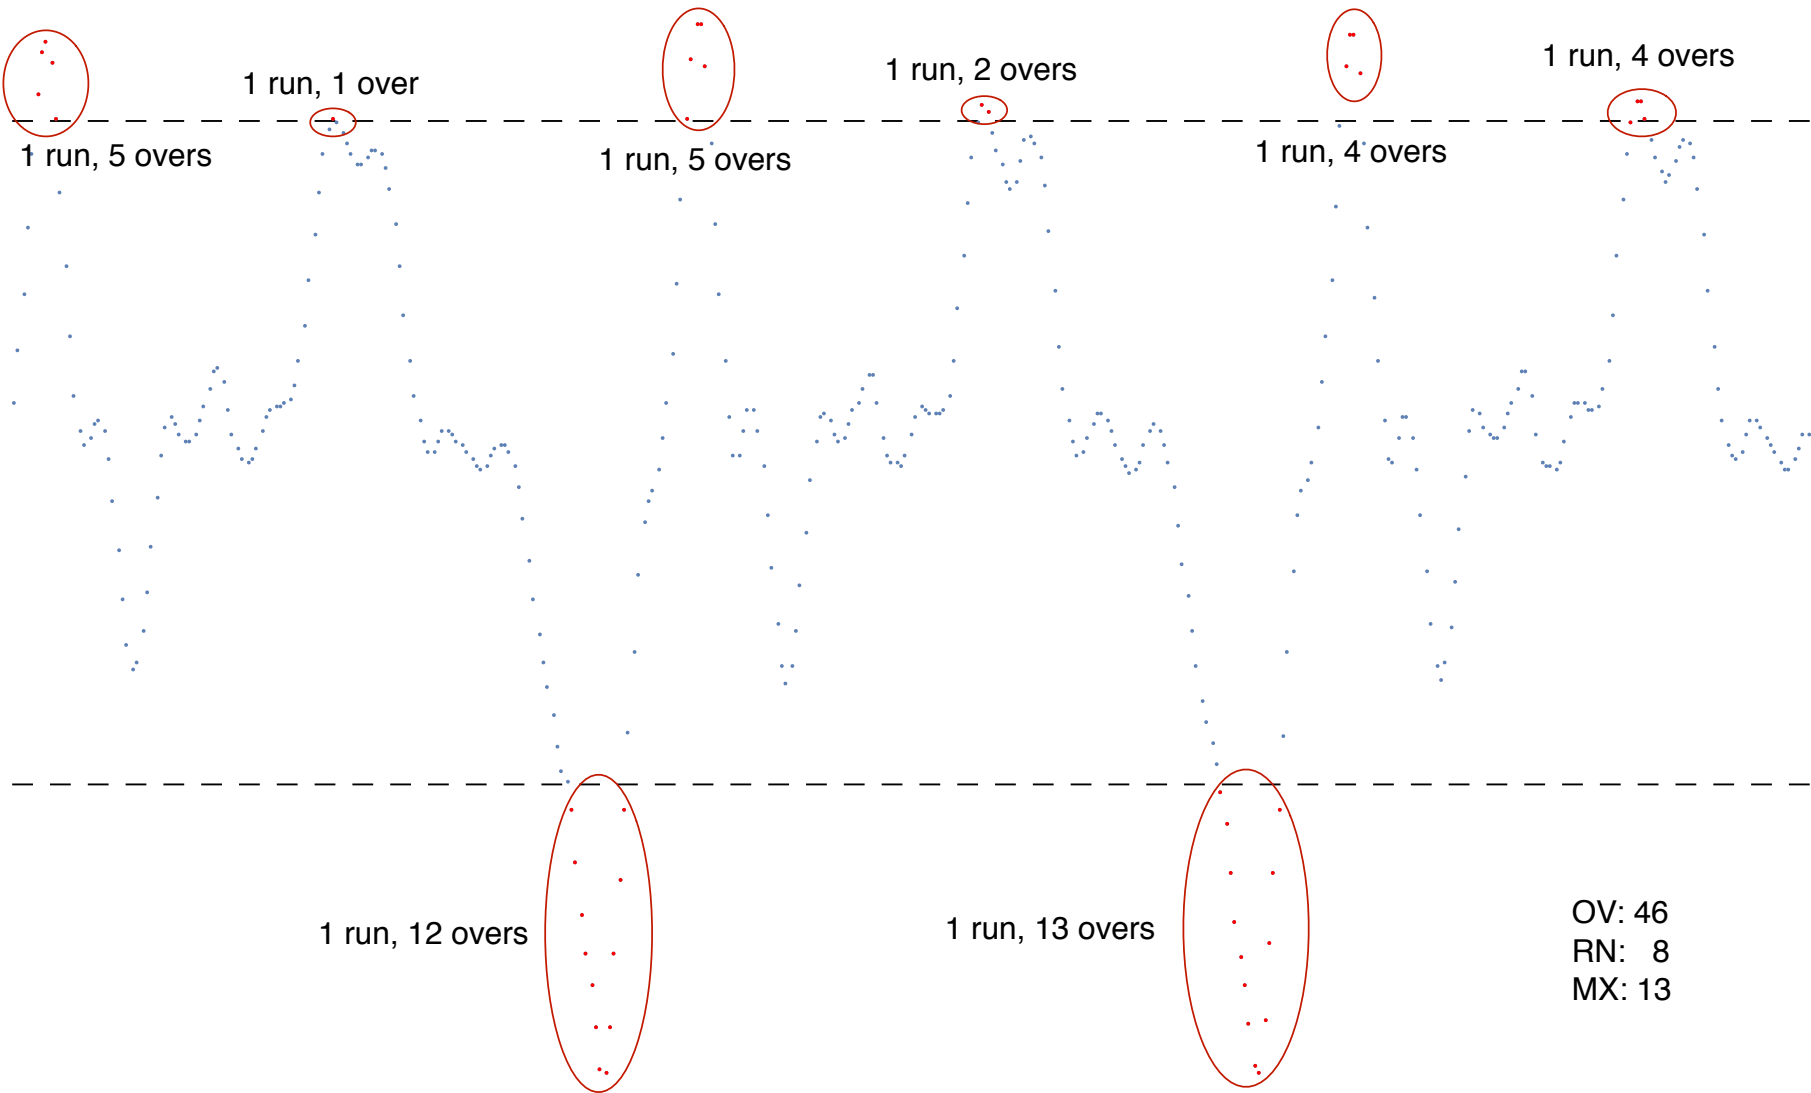 1 run, 5 overs
1 run, 1 over
1 run, 5 overs
1 run, 2 overs
1 run, 4 overs
1 run, 4 overs
1 run, 12 overs
1 run, 13 overs
OV: 46
RN: 8
MX: 13